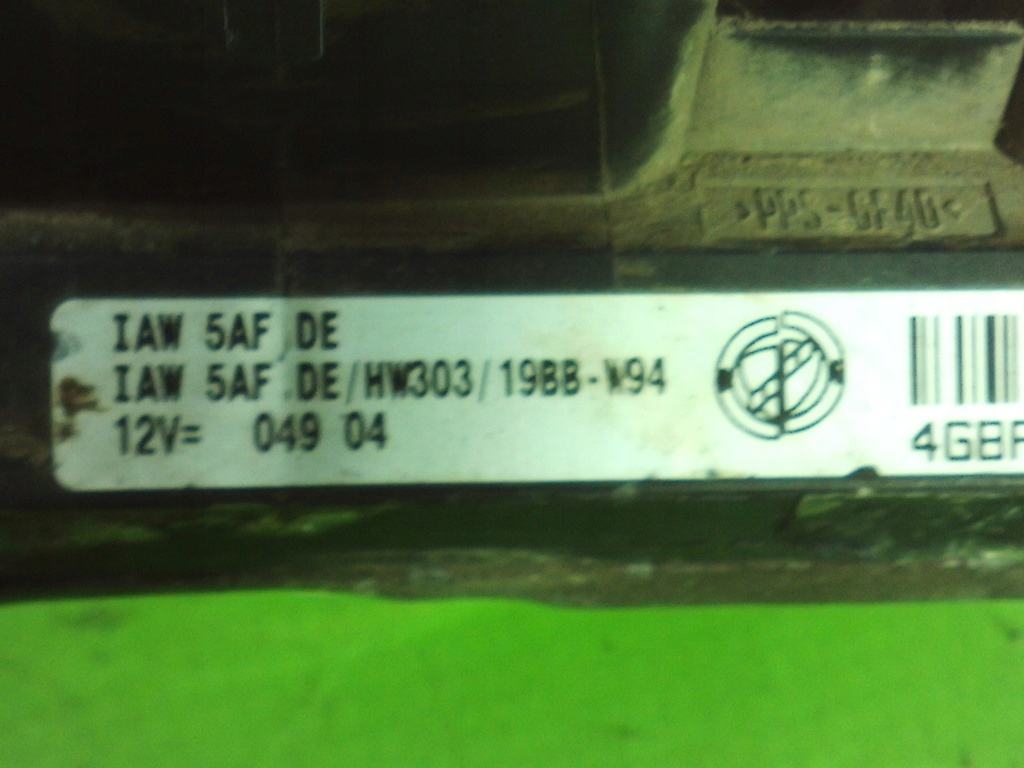 >PPS-GF40<
IAW 5AF.DE
IAW 5AF.DE/HW303/19BB-W94
12V= 049 04
4GBF